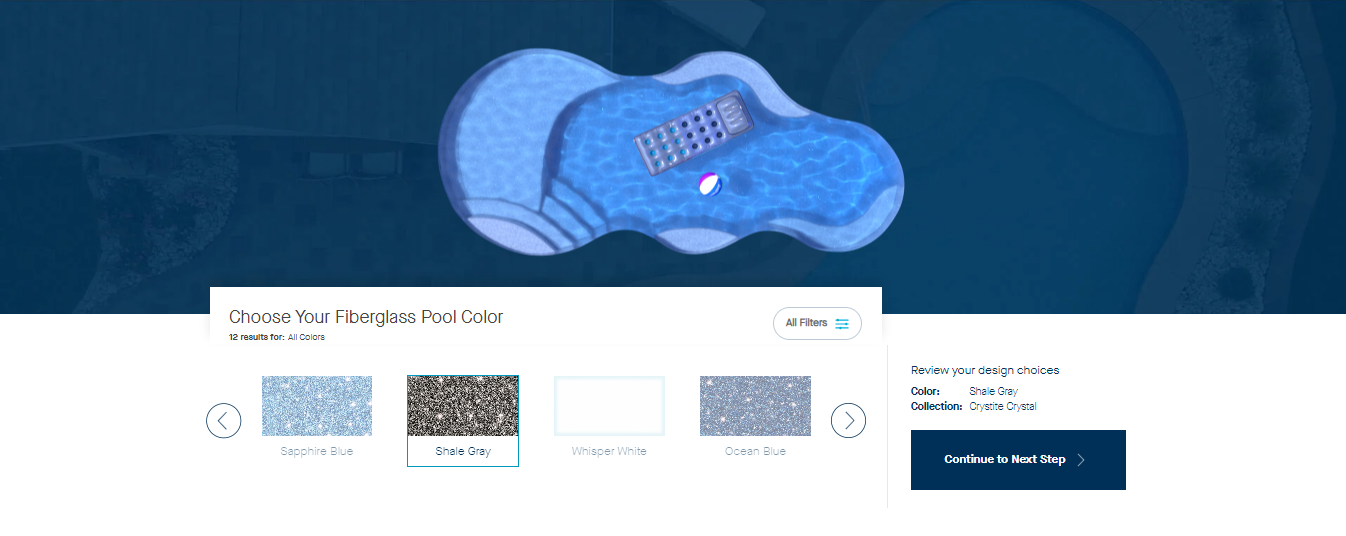 Choose Your Fiberglass Pool Color
All Filters
12 results for: All Colors
Sapphire Blue
Shale Gray
Whisper White
Ocean Blue
Review your design choices
Color: Shale Gray
Collection: Crystite Crystal
Continue to Next Step